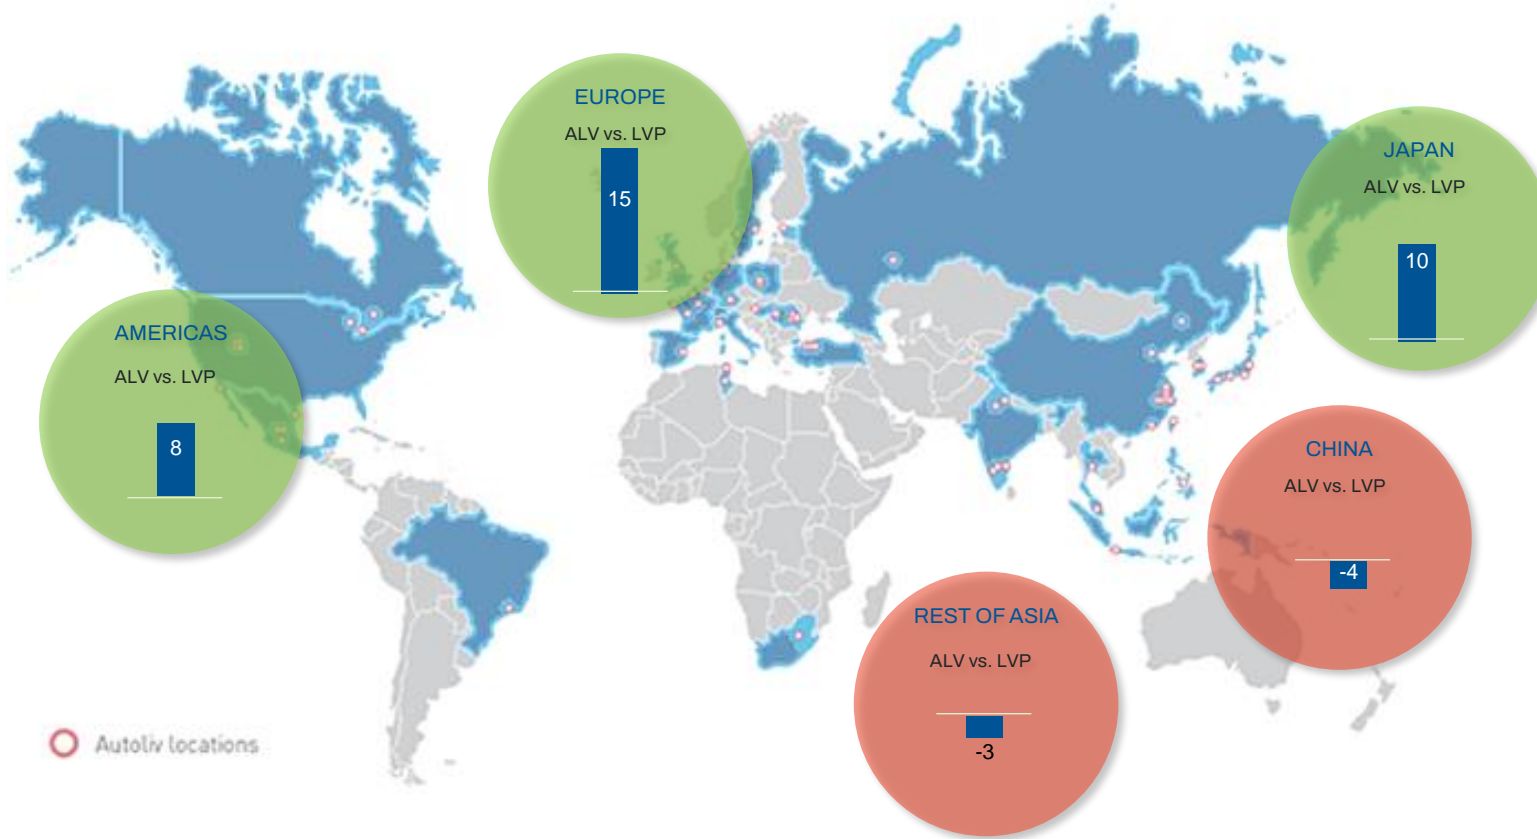 EUROPE
ALV vs. LVP
15
JAPAN
ALV vs. LVP
10
AMERICAS
ALV vs. LVP
8
CHINA
ALV vs. LVP
-4
REST OF ASIA
ALV vs. LVP
-3
Autoliv locations